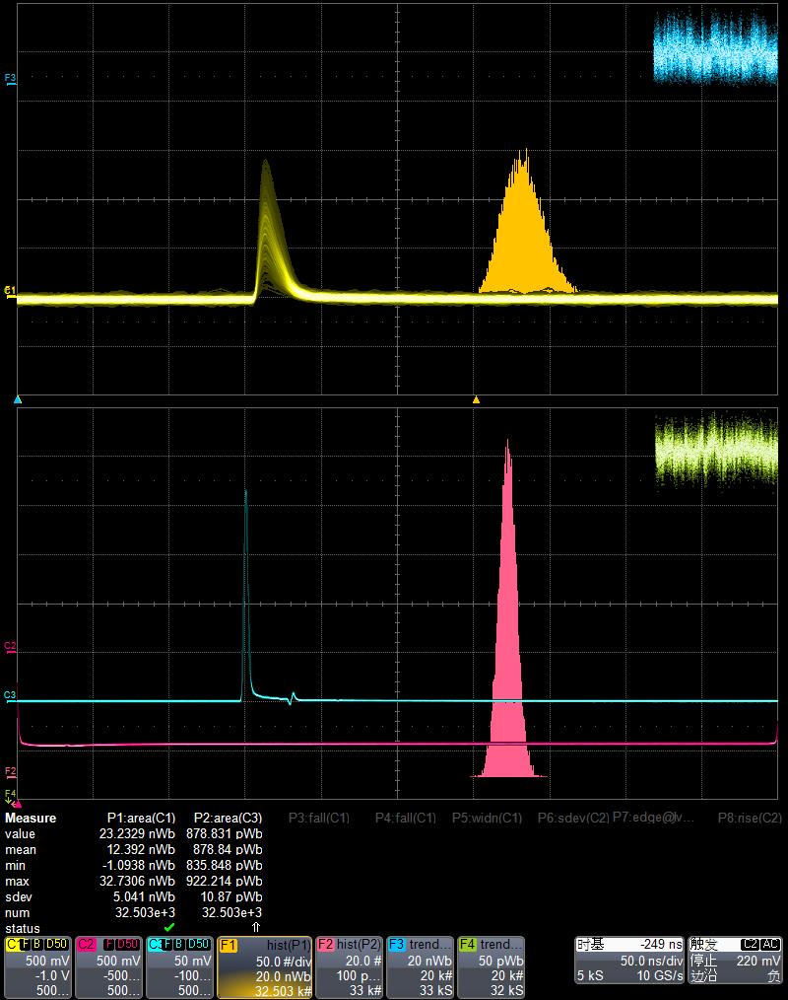 F3
C1
C2
C3
F2
F4
Measure P1:area(C1) P2:area(C3) P3:fall(C1) P4:fall(C1) P5:widn(C1) P6:sdev(C2) P7:edge@lv... P8:rise(C2)
value 23.2329 nWb 878.831 pWb
mean 12.392 nWb 878.84 pWb
min -1.0938 nWb 835.848 pWb
max 32.7306 nWb 922.214 pWb
sdev 5.041 nWb 10.87 pWb
num 32.503e+3 32.503e+3
status
C1 F B D50 C2 F D50 C3 F B D50 F1 hist(P1) F2 hist(P2) F3 trend... F4 trend... 时基 -249 ns 触发 C2 AC
500 mV 500 mV 50 mV 50.0 #/div 20.0 # 20 nWb 50 pWb 50.0 ns/div 停止 220 mV
-1.0 V -500... -100... 20.0 nWb 100 p... 20 k# 20 k# 5 kS 10 GS/s 边沿 负
500... 500... 500... 32.503 k# 33 k# 33 kS 32 kS